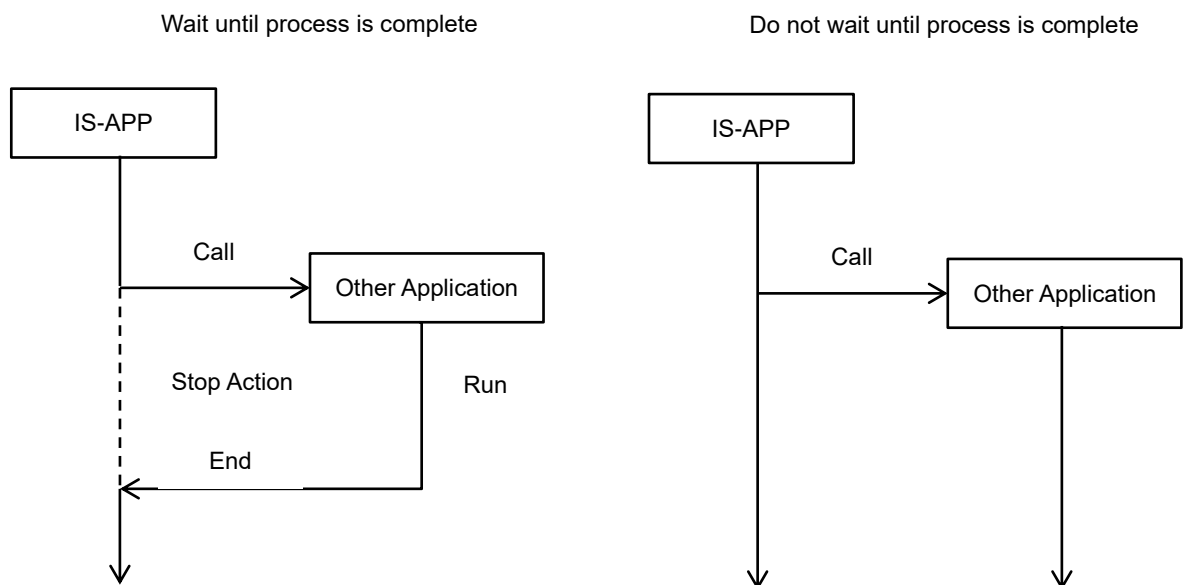 Wait until process is complete
IS-APP
Call
Other Application
Stop Action
Run
End
Do not wait until process is complete
IS-APP
Call
Other Application